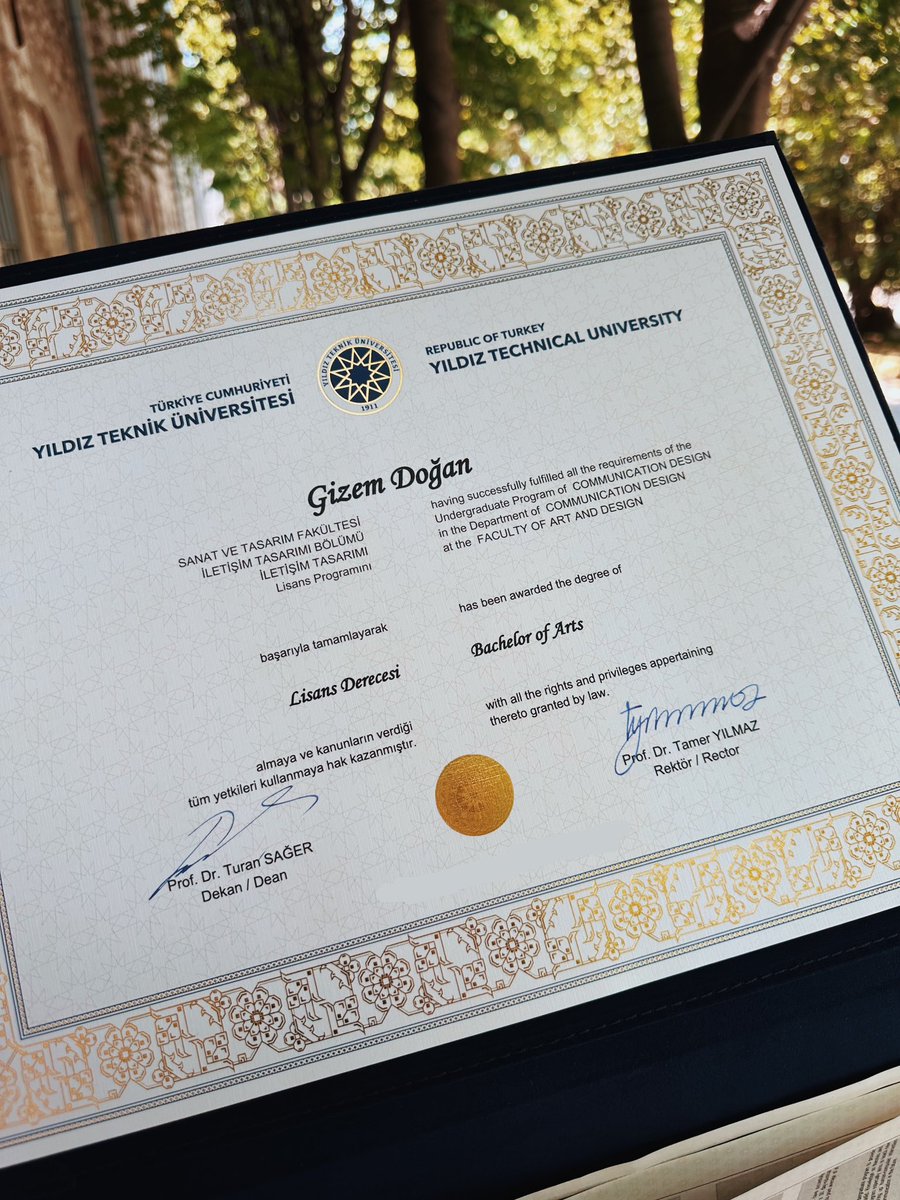 TÜRKİYE CUMHURİYETİ
YILDIZ TEKNİK ÜNİVERSİTESİ
YILDIZ TEKNİK ÜNİVERSİTESİ
1911
REPUBLIC OF TURKEY
YILDIZ TECHNICAL UNIVERSITY
Gizem Doğan
SANAT VE TASARIM FAKÜLTESİ
İLETİŞİM TASARIMI BÖLÜMÜ
İLETİŞİM TASARIMI
Lisans Programını
başarıyla tamamlayarak
Lisans Derecesi
almaya ve kanunların verdiği
tüm yetkileri kullanmaya hak kazanmıştır.
Prof. Dr. Turan SAĞER
Dekan / Dean
having successfully fulfilled all the requirements of the
Undergraduate Program of COMMUNICATION DESIGN
in the Department of COMMUNICATION DESIGN
at the FACULTY OF ART AND DESIGN
has been awarded the degree of
Bachelor of Arts
with all the rights and privileges appertaining
thereto granted by law.
Prof. Dr. Tamer YILMAZ
Rektör / Rector